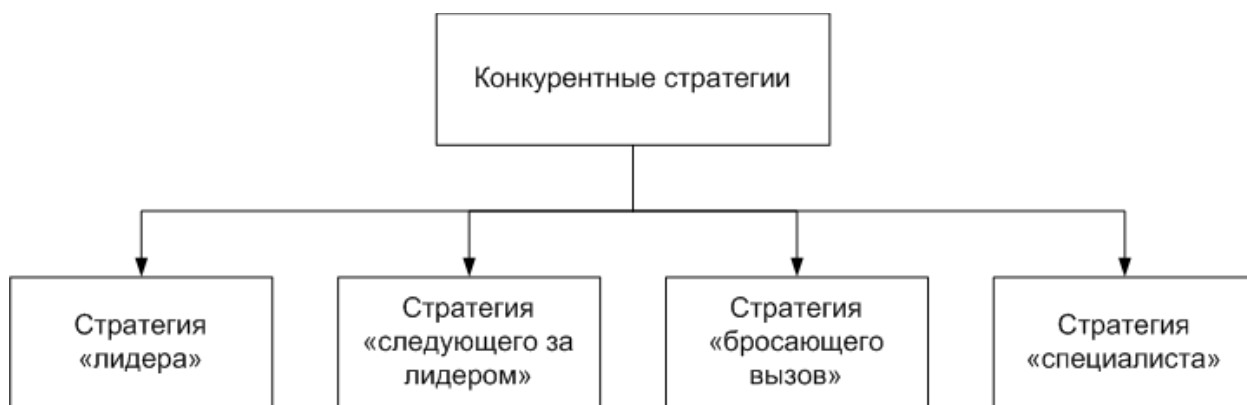 Конкурентные стратегии
Стратегия
«лидера»
Стратегия
«следующего за
лидером»
Стратегия
«бросающего
вызов»
Стратегия
«специалиста»